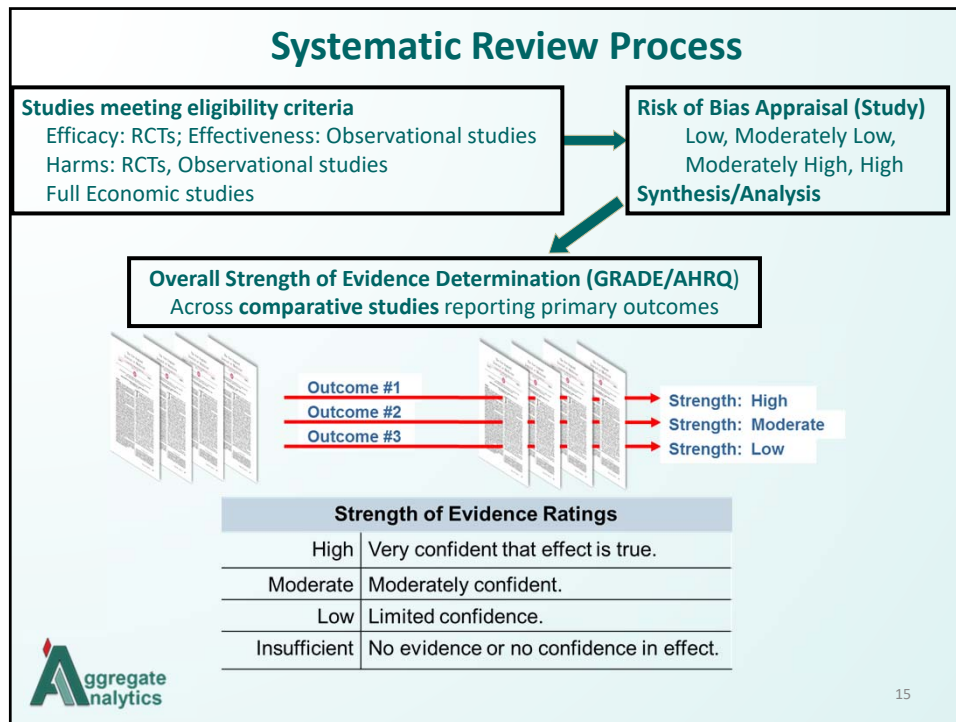 Systematic Review Process
Studies meeting eligibility criteria
Efficacy: RCTs; Effectiveness: Observational studies
Harms: RCTs, Observational studies
Full Economic studies
Risk of Bias Appraisal (Study)
Low, Moderately Low,
Moderately High, High
Synthesis/Analysis
Overall Strength of Evidence Determination (GRADE/AHRQ)
Across comparative studies reporting primary outcomes
Outcome #1
Outcome #2
Outcome #3
Strength: High
Strength: Moderate
Strength: Low
Strength of Evidence Ratings
High Very confident that effect is true.
Moderate Moderately confident.
Low Limited confidence.
Insufficient No evidence or no confidence in effect.
Aggregate
Analytics
15